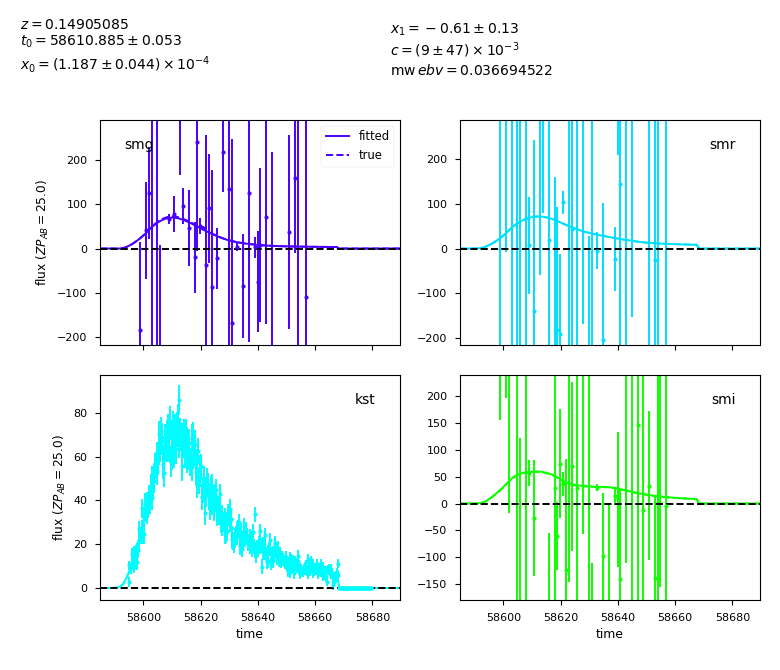 z = 0.14905085
t₀ = 58610.885 ± 0.053
x₀ = (1.187 ± 0.044) × 10⁻⁴
x₁ = −0.61 ± 0.13
c = (9 ± 47) × 10⁻³
mw ebv = 0.036694522
smg
fitted
true
200
100
0
−100
−200
flux (ZP_AB = 25.0)
smr
200
100
0
−100
−200
kst
80
60
40
20
0
flux (ZP_AB = 25.0)
58600 58620 58640 58660 58680
time
smi
200
150
100
50
0
−50
−100
−150
58600 58620 58640 58660 58680
time